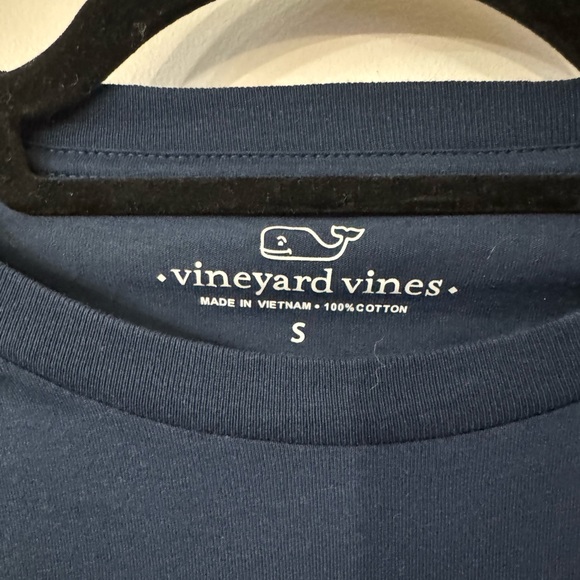 •vineyard vines•
MADE IN VIETNAM • 100% COTTON
S